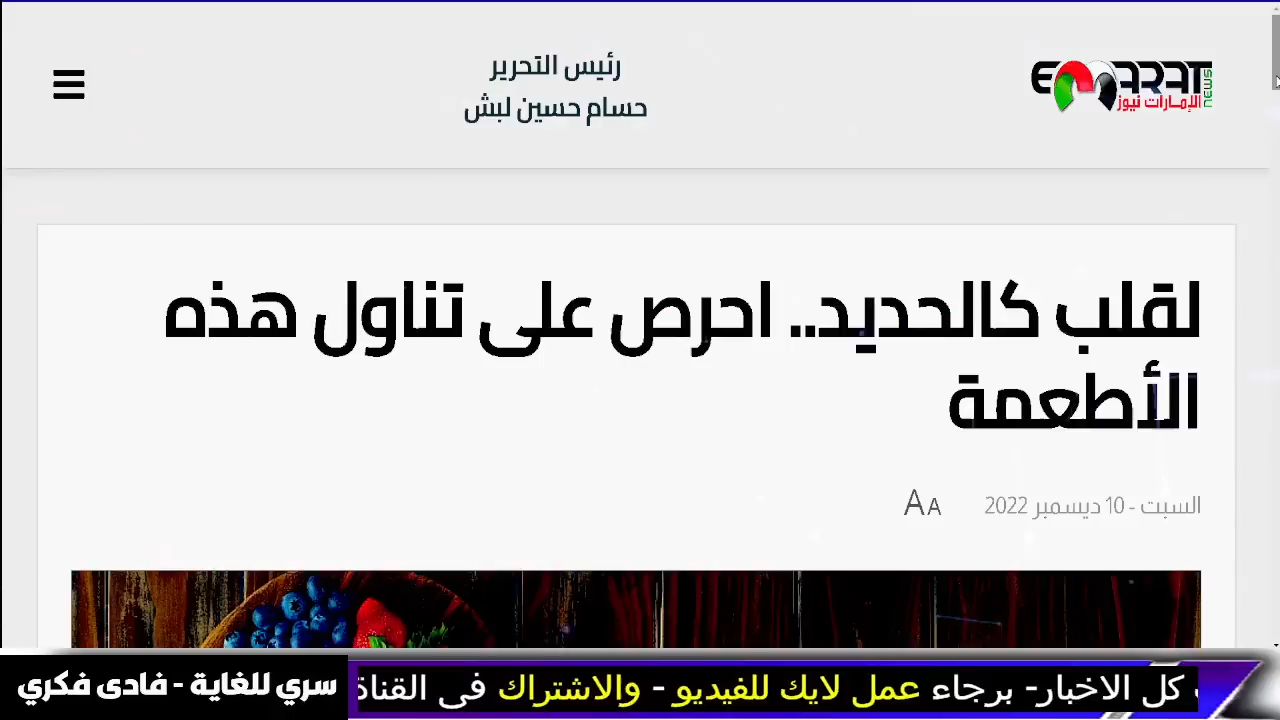 رئيس التحرير
حسام حسين لبش
EMARAT NEWS
الإمارات نيوز
لقلب كالحديد.. احرص على تناول هذه
الأطعمة
السبت - 10 ديسمبر 2022
AA
كل الاخبار- برجاء عمل لايك للفيديو - والاشتراك فى القناة
سري للغاية - فادى فكري